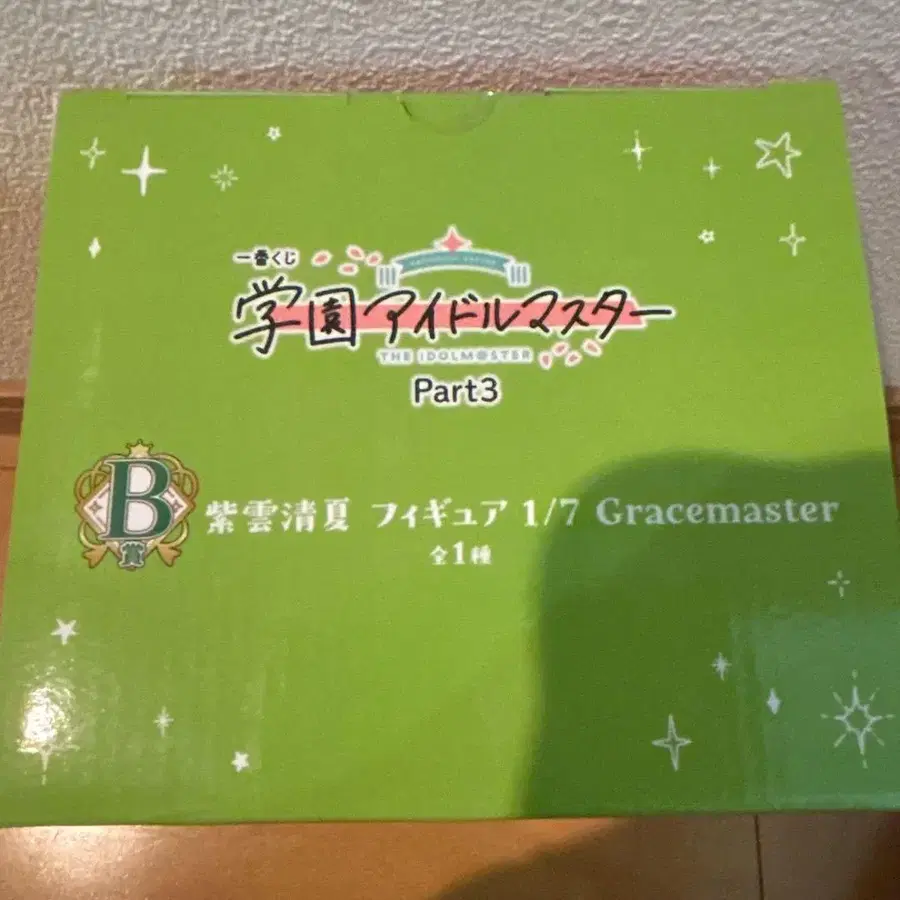 一番くじ
学園アイドルマスター
THE IDOLM@STER
Part3
B賞
紫雲清夏 フィギュア 1/7 Gracemaster
全1種